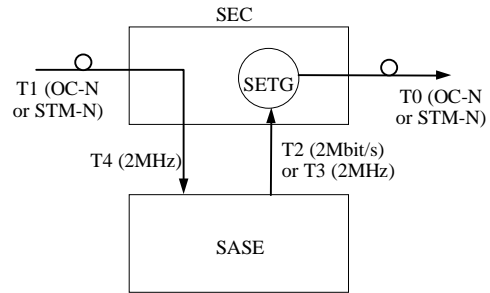 SEC
T1 (OC-N
or STM-N)
SETG
T0 (OC-N
or STM-N)
T4 (2MHz)
T2 (2Mbit/s)
or T3 (2MHz)
SASE